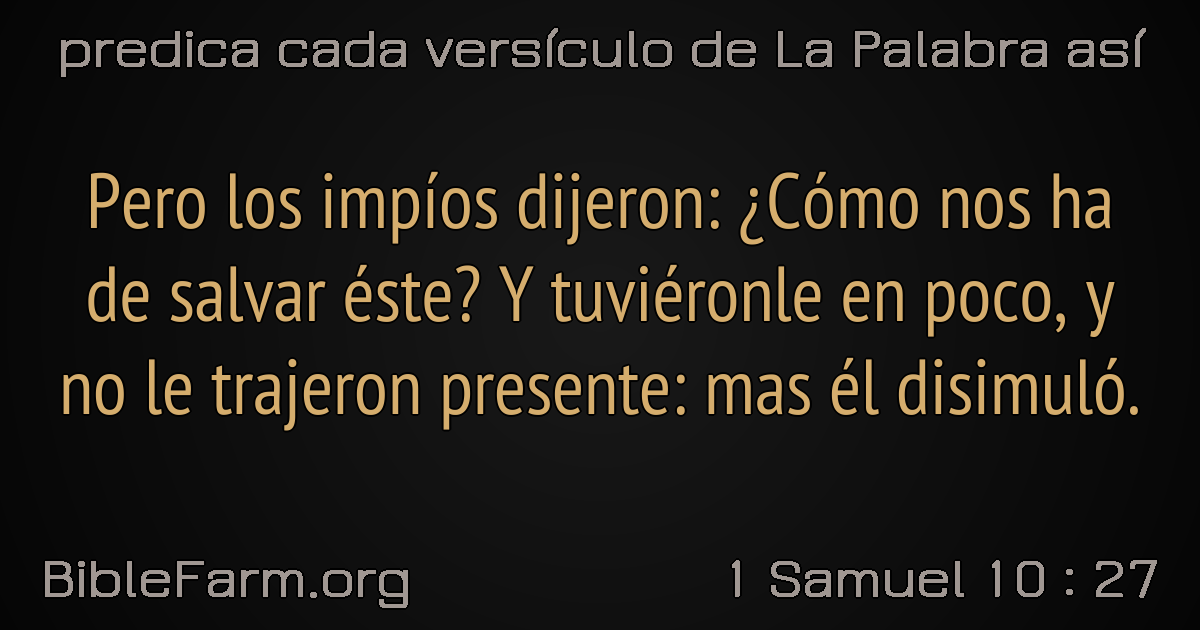 predica cada versículo de La Palabra así
Pero los impíos dijeron: ¿Cómo nos ha
de salvar éste? Y tuviéronle en poco, y
no le trajeron presente: mas él disimuló.
BibleFarm.org
1 Samuel 10 : 27